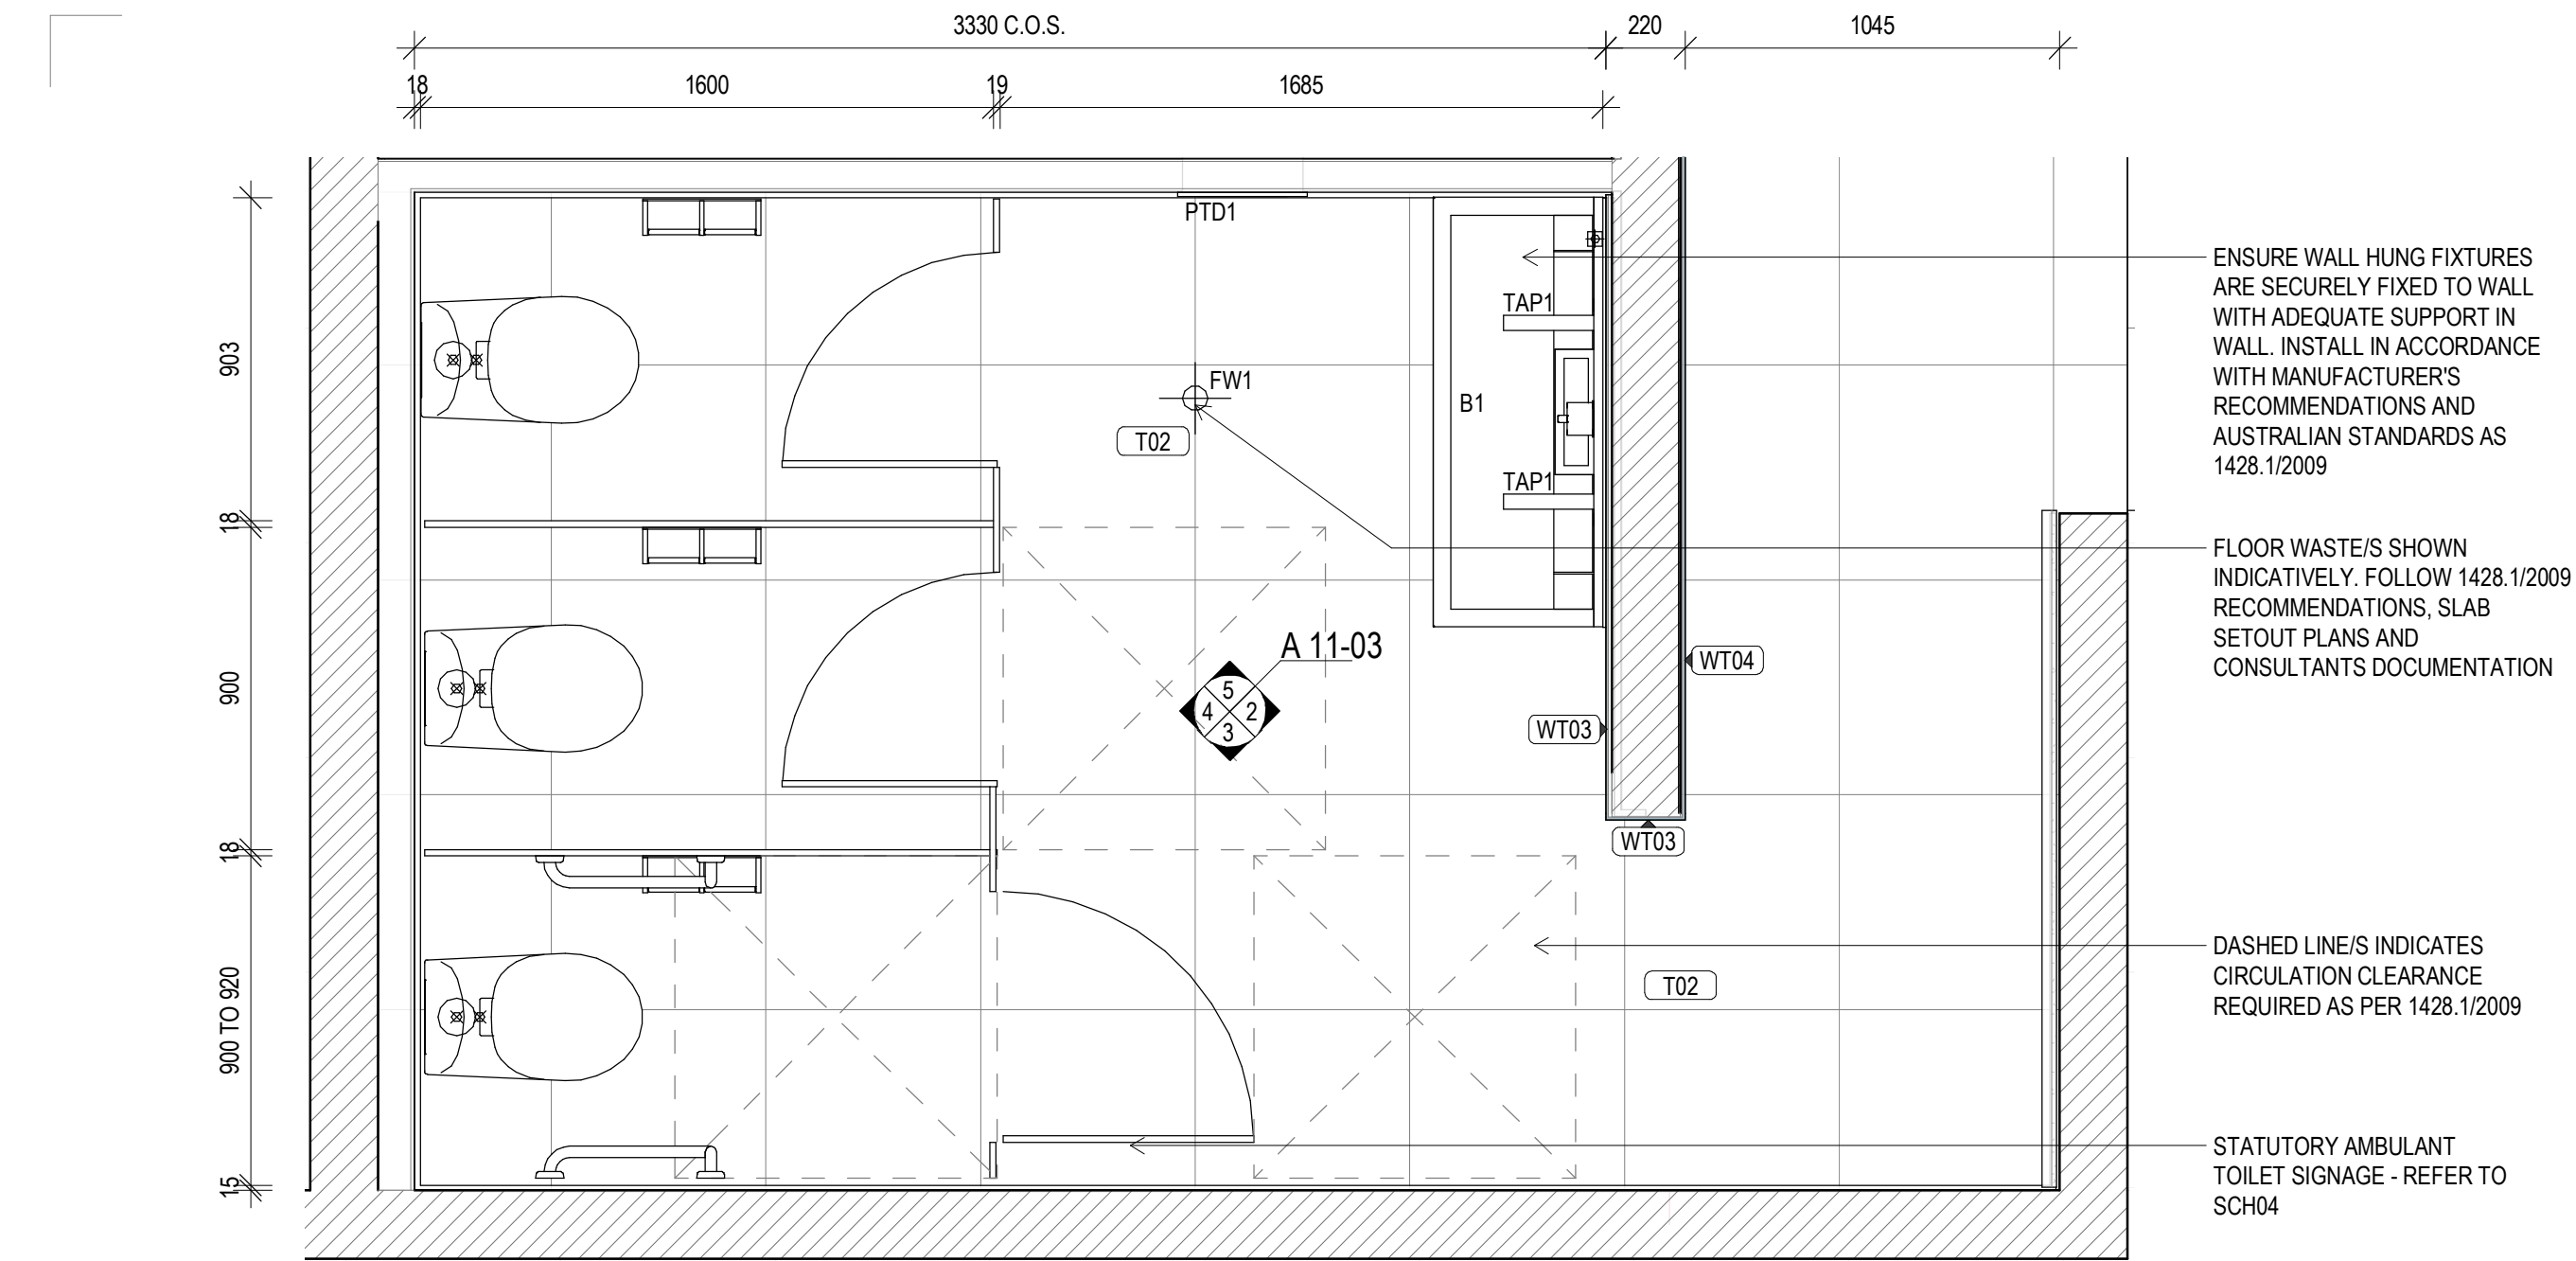 3330 C.O.S.
220
1045
18
1600
19
1685
903
18
900
18
900 TO 920
15
PTD1
TAP1
FW1
T02
B1
TAP1
A 11-03
5
4
2
3
WT04
WT03
WT03
T02
ENSURE WALL HUNG FIXTURES
ARE SECURELY FIXED TO WALL
WITH ADEQUATE SUPPORT IN
WALL. INSTALL IN ACCORDANCE
WITH MANUFACTURER'S
RECOMMENDATIONS AND
AUSTRALIAN STANDARDS AS
1428.1/2009
FLOOR WASTE/S SHOWN
INDICATIVELY. FOLLOW 1428.1/2009
RECOMMENDATIONS, SLAB
SETOUT PLANS AND
CONSULTANTS DOCUMENTATION
DASHED LINE/S INDICATES
CIRCULATION CLEARANCE
REQUIRED AS PER 1428.1/2009
STATUTORY AMBULANT
TOILET SIGNAGE - REFER TO
SCH04